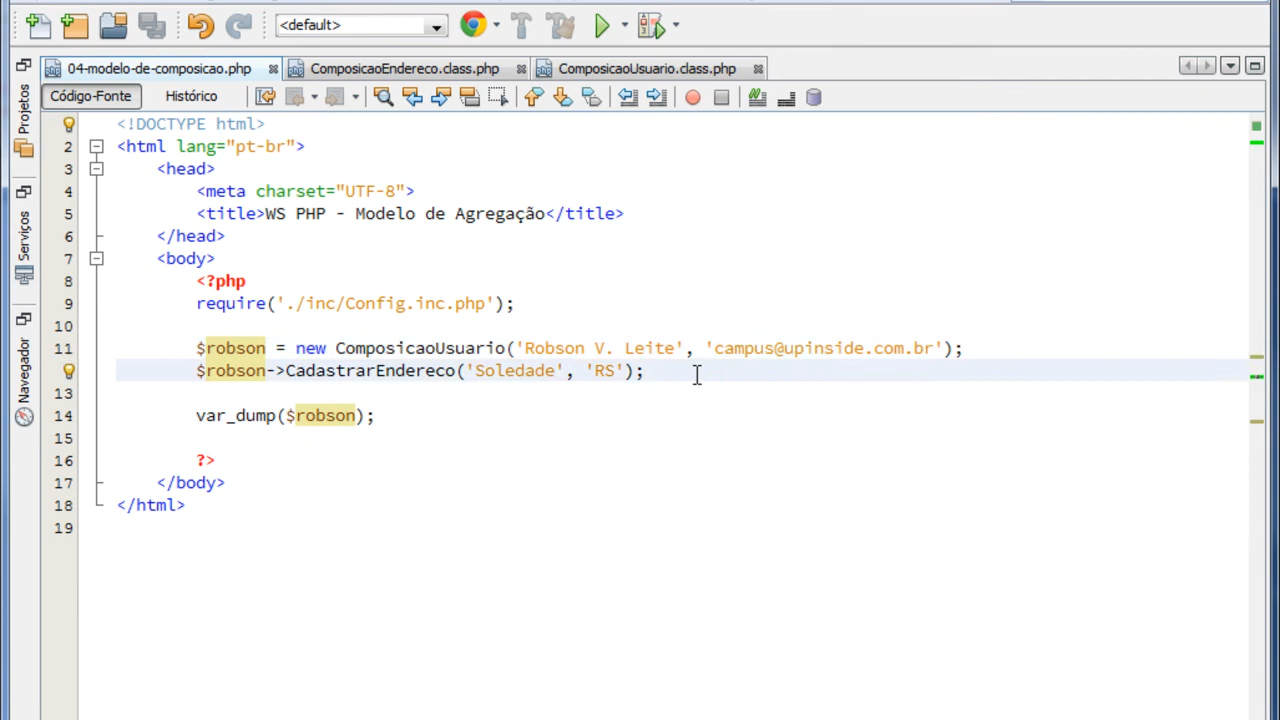 <default>
04-modelo-de-composicao.php ComposicaoEndereco.class.php ComposicaoUsuario.class.php
Código-Fonte Histórico
Projetos
Serviços
Navegador
<!DOCTYPE html>
2 <html lang="pt-br">
3 <head>
4 <meta charset="UTF-8">
5 <title>WS PHP - Modelo de Agregação</title>
6 </head>
7 <body>
8 <?php
9 require('./inc/Config.inc.php');
10
11 $robson = new ComposicaoUsuario('Robson V. Leite', 'campus@upinside.com.br');
$robson->CadastrarEndereco('Soledade', 'RS');
13
14 var_dump($robson);
15
16 ?>
17 </body>
18 </html>
19